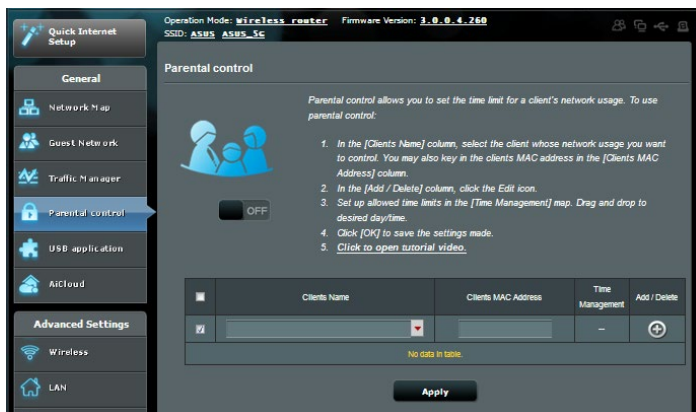 Quick Internet
Setup
Operation Mode: Wireless router Firmware Version: 3.0.0.4.260
SSID: ASUS ASUS_5G
General
Network Map
Guest Network
Traffic Manager
Parental control
USB application
AiCloud
Advanced Settings
Wireless
LAN
Parental control
Parental control allows you to set the time limit for a client's network usage. To use
parental control:
1. In the [Clients Name] column, select the client whose network usage you want
to control. You may also key in the clients MAC address in the [Clients MAC
Address] column.
2. In the [Add / Delete] column, click the Edit icon.
3. Set up allowed time limits in the [Time Management] map. Drag and drop to
desired day/time.
4. Click [OK] to save the settings made.
5. Click to open tutorial video.
OFF
Clients Name
Clients MAC Address
Time
Management
Add / Delete
–
No data in table.
Apply